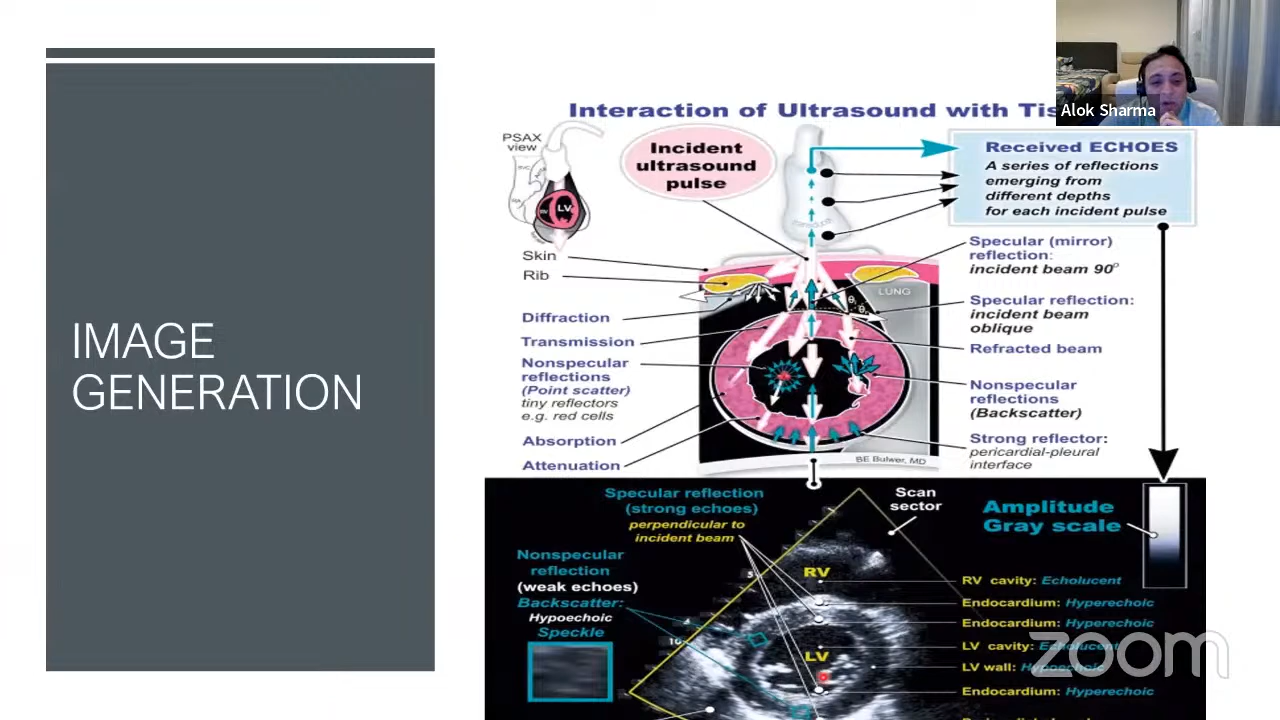 IMAGE
GENERATION
Interaction of Ultrasound with Tis
Alok Sharma
PSAX
view
LV
Incident
ultrasound
pulse
Received ECHOES
A series of reflections
emerging from
different depths
for each incident pulse
Skin
Rib
LUNG
Diffraction
Transmission
Nonspecular
reflections
(Point scatter)
tiny reflectors
e.g. red cells
Absorption
Attenuation
Specular (mirror)
reflection:
incident beam 90°
Specular reflection:
incident beam
oblique
Refracted beam
Nonspecular
reflections
(Backscatter)
Strong reflector:
pericardial-pleural
interface
BE Bulwer, MD
Specular reflection
(strong echoes)
perpendicular to
incident beam
Scan
sector
Amplitude
Gray scale
Nonspecular
reflection
(weak echoes)
Backscatter:
Hypoechoic
Speckle
5
10
RV
LV
RV cavity: Echolucent
Endocardium: Hyperechoic
Endocardium: Hyperechoic
LV cavity: Echolucent
LV wall: Hypoechoic
Endocardium: Hyperechoic
zoom